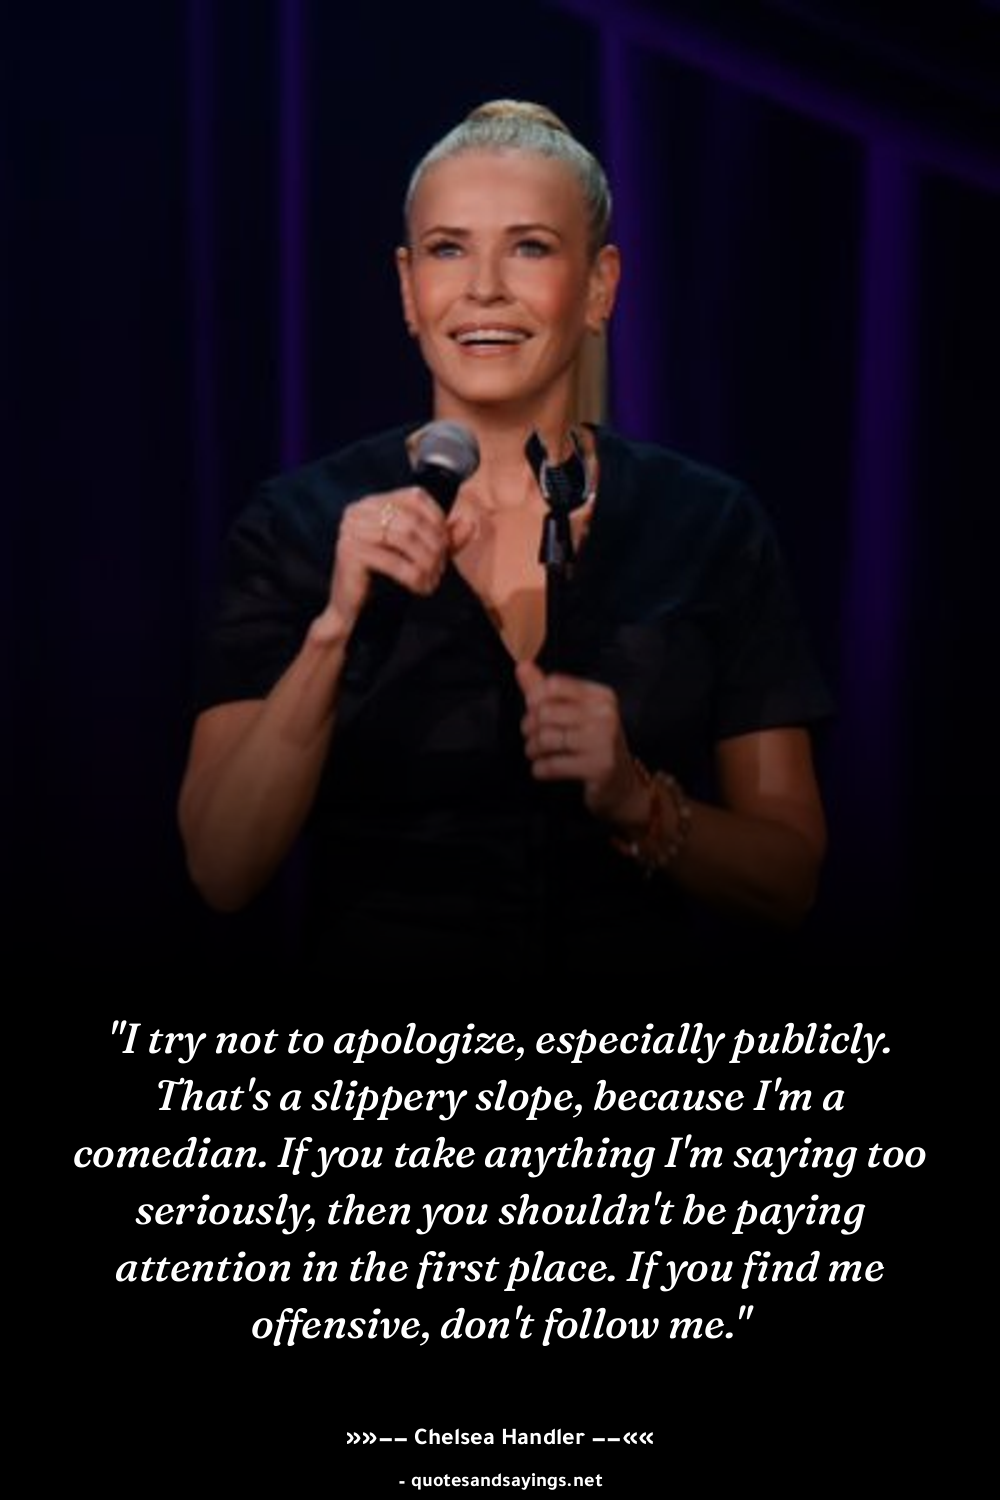 "I try not to apologize, especially publicly.
That's a slippery slope, because I'm a
comedian. If you take anything I'm saying too
seriously, then you shouldn't be paying
attention in the first place. If you find me
offensive, don't follow me."
»»−− Chelsea Handler −−««
- quotesandsayings.net